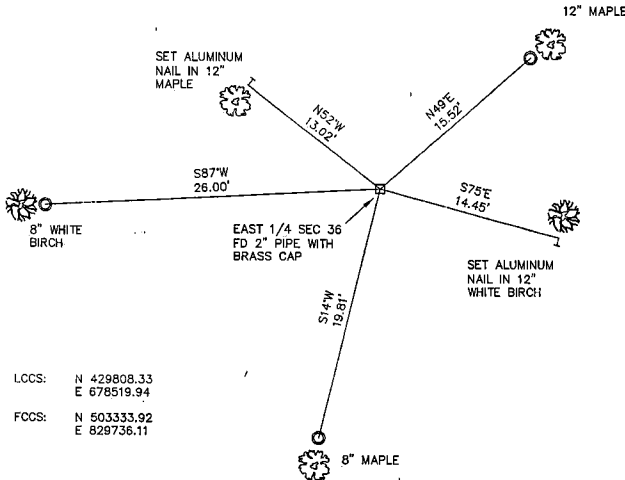 12" MAPLE
SET ALUMINUM
NAIL IN 12"
MAPLE
N52°W
13.02'
N49°E
15.52'
S87°W
26.00'
S75°E
14.45'
8" WHITE
BIRCH
EAST 1/4 SEC 36
FD 2" PIPE WITH
BRASS CAP
SET ALUMINUM
NAIL IN 12"
WHITE BIRCH
S14°W
19.81'
LCCS: N 429808.33
E 678519.94
FCCS: N 503333.92
E 829736.11
8" MAPLE